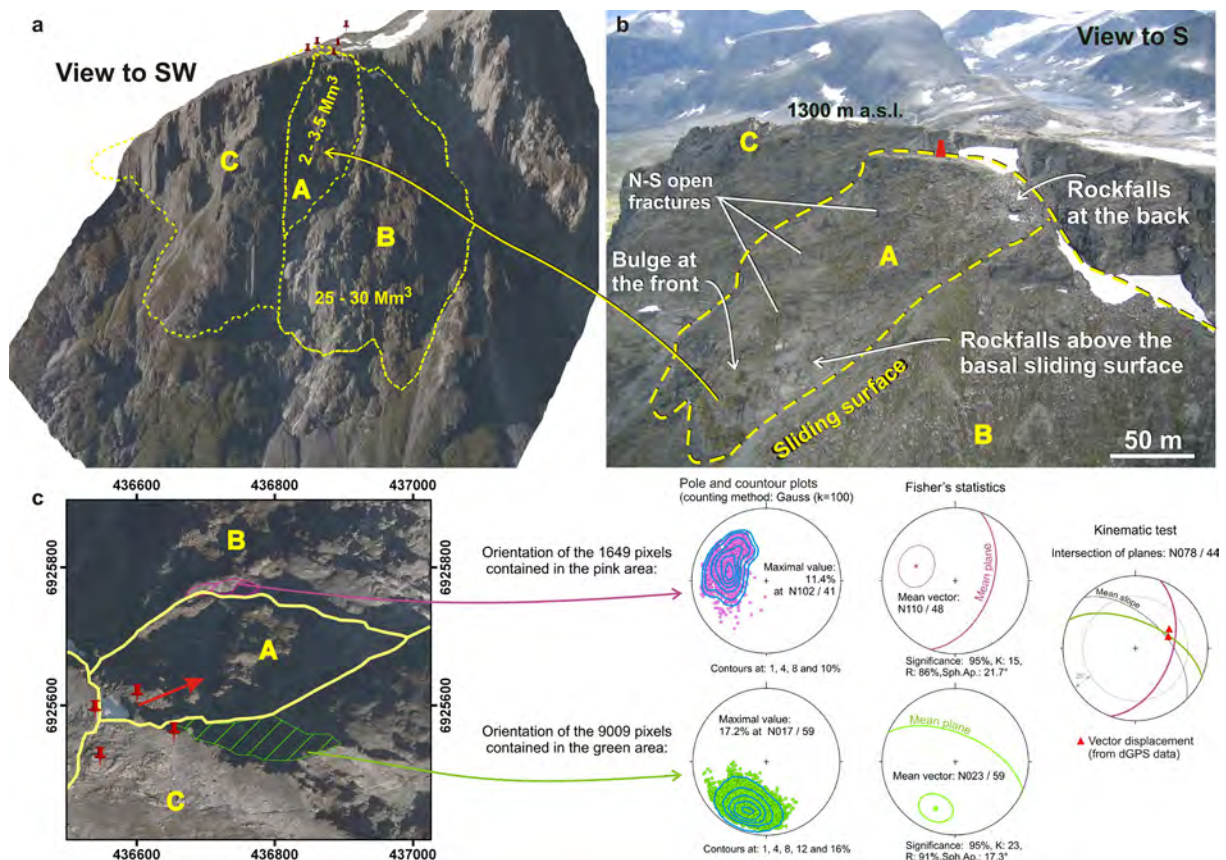 a
View to SW
2 - 3.5 Mm³
C
A
B
25 - 30 Mm³
b
View to S
1300 m a.s.l.
C
N-S open
fractures
Rockfalls
at the back
A
Bulge at
the front
Rockfalls above the
basal sliding surface
Sliding surface
B
50 m
c
436600
436800
437000
6925800
6925800
6925600
6925600
B
A
C
436600
436800
437000
Orientation of the 1649 pixels
contained in the pink area:
Orientation of the 9009 pixels
contained in the green area:
Pole and countour plots
(counting method: Gauss (k=100)
Maximal value:
11.4%
at N102 / 41
Contours at: 1, 4, 8 and 10%
Maximal value:
17.2% at N017 / 59
Contours at: 1, 4, 8, 12 and 16%
Fisher's statistics
Mean plane
Mean vector:
N110 / 48
Significance: 95%, K: 15,
R: 86%,Sph.Ap.: 21.7°
Mean plane
Mean vector: N023 / 59
Significance: 95%, K: 23,
R: 91%,Sph.Ap.: 17.3°
Kinematic test
Intersection of planes: N078 / 44
Mean slope
Vector displacement
(from dGPS data)